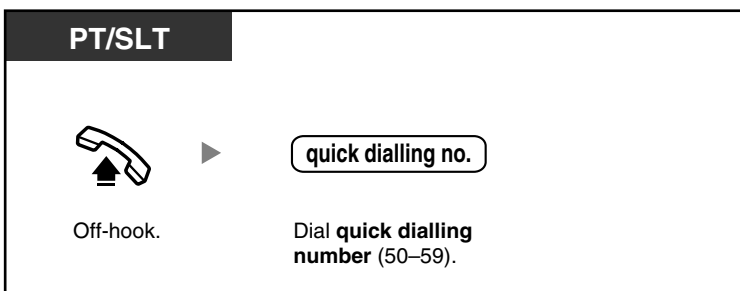 PT/SLT
quick dialling no.
Off-hook.
Dial quick dialling
number (50–59).